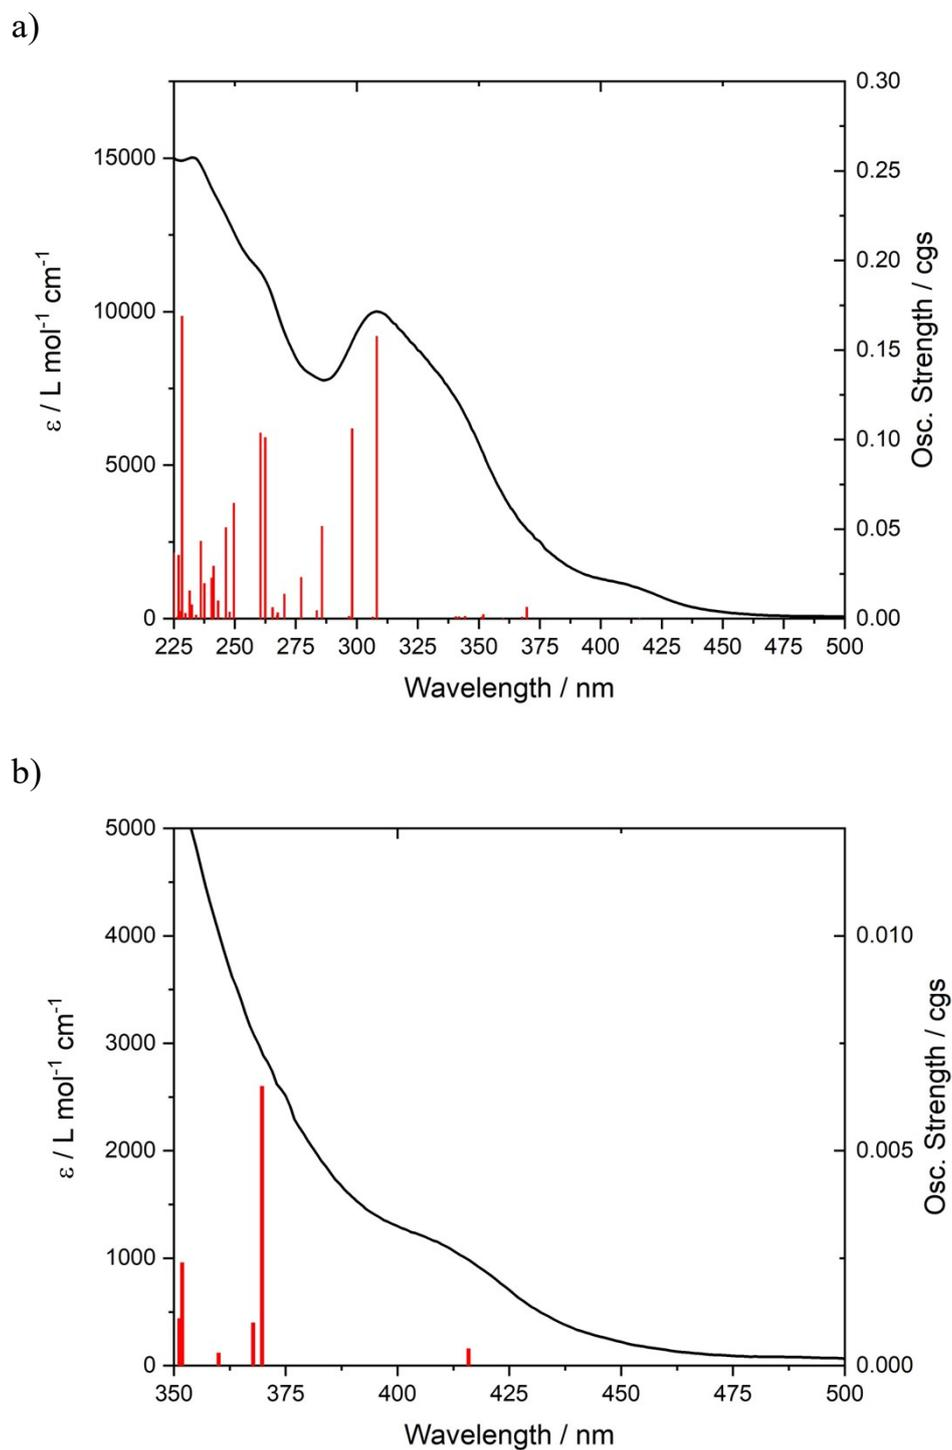 a)
ε / L mol⁻¹ cm⁻¹
15000
10000
5000
0
0.30
0.25
0.20
0.15
0.10
0.05
0.00
Osc. Strength / cgs
225 250 275 300 325 350 375 400 425 450 475 500
Wavelength / nm
b)
ε / L mol⁻¹ cm⁻¹
5000
4000
3000
2000
1000
0
0.010
0.005
0.000
Osc. Strength / cgs
350 375 400 425 450 475 500
Wavelength / nm